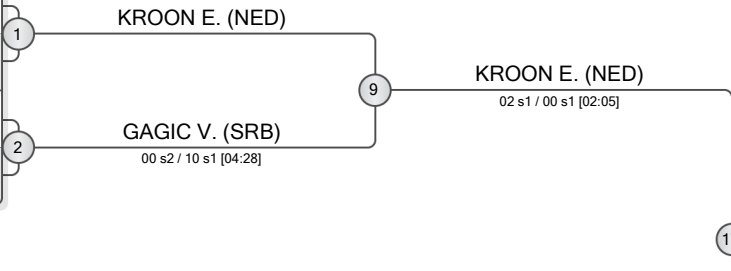 KROON E. (NED)
1
9
KROON E. (NED)
02 s1 / 00 s1 [02:05]
GAGIC V. (SRB)
2
00 s2 / 10 s1 [04:28]